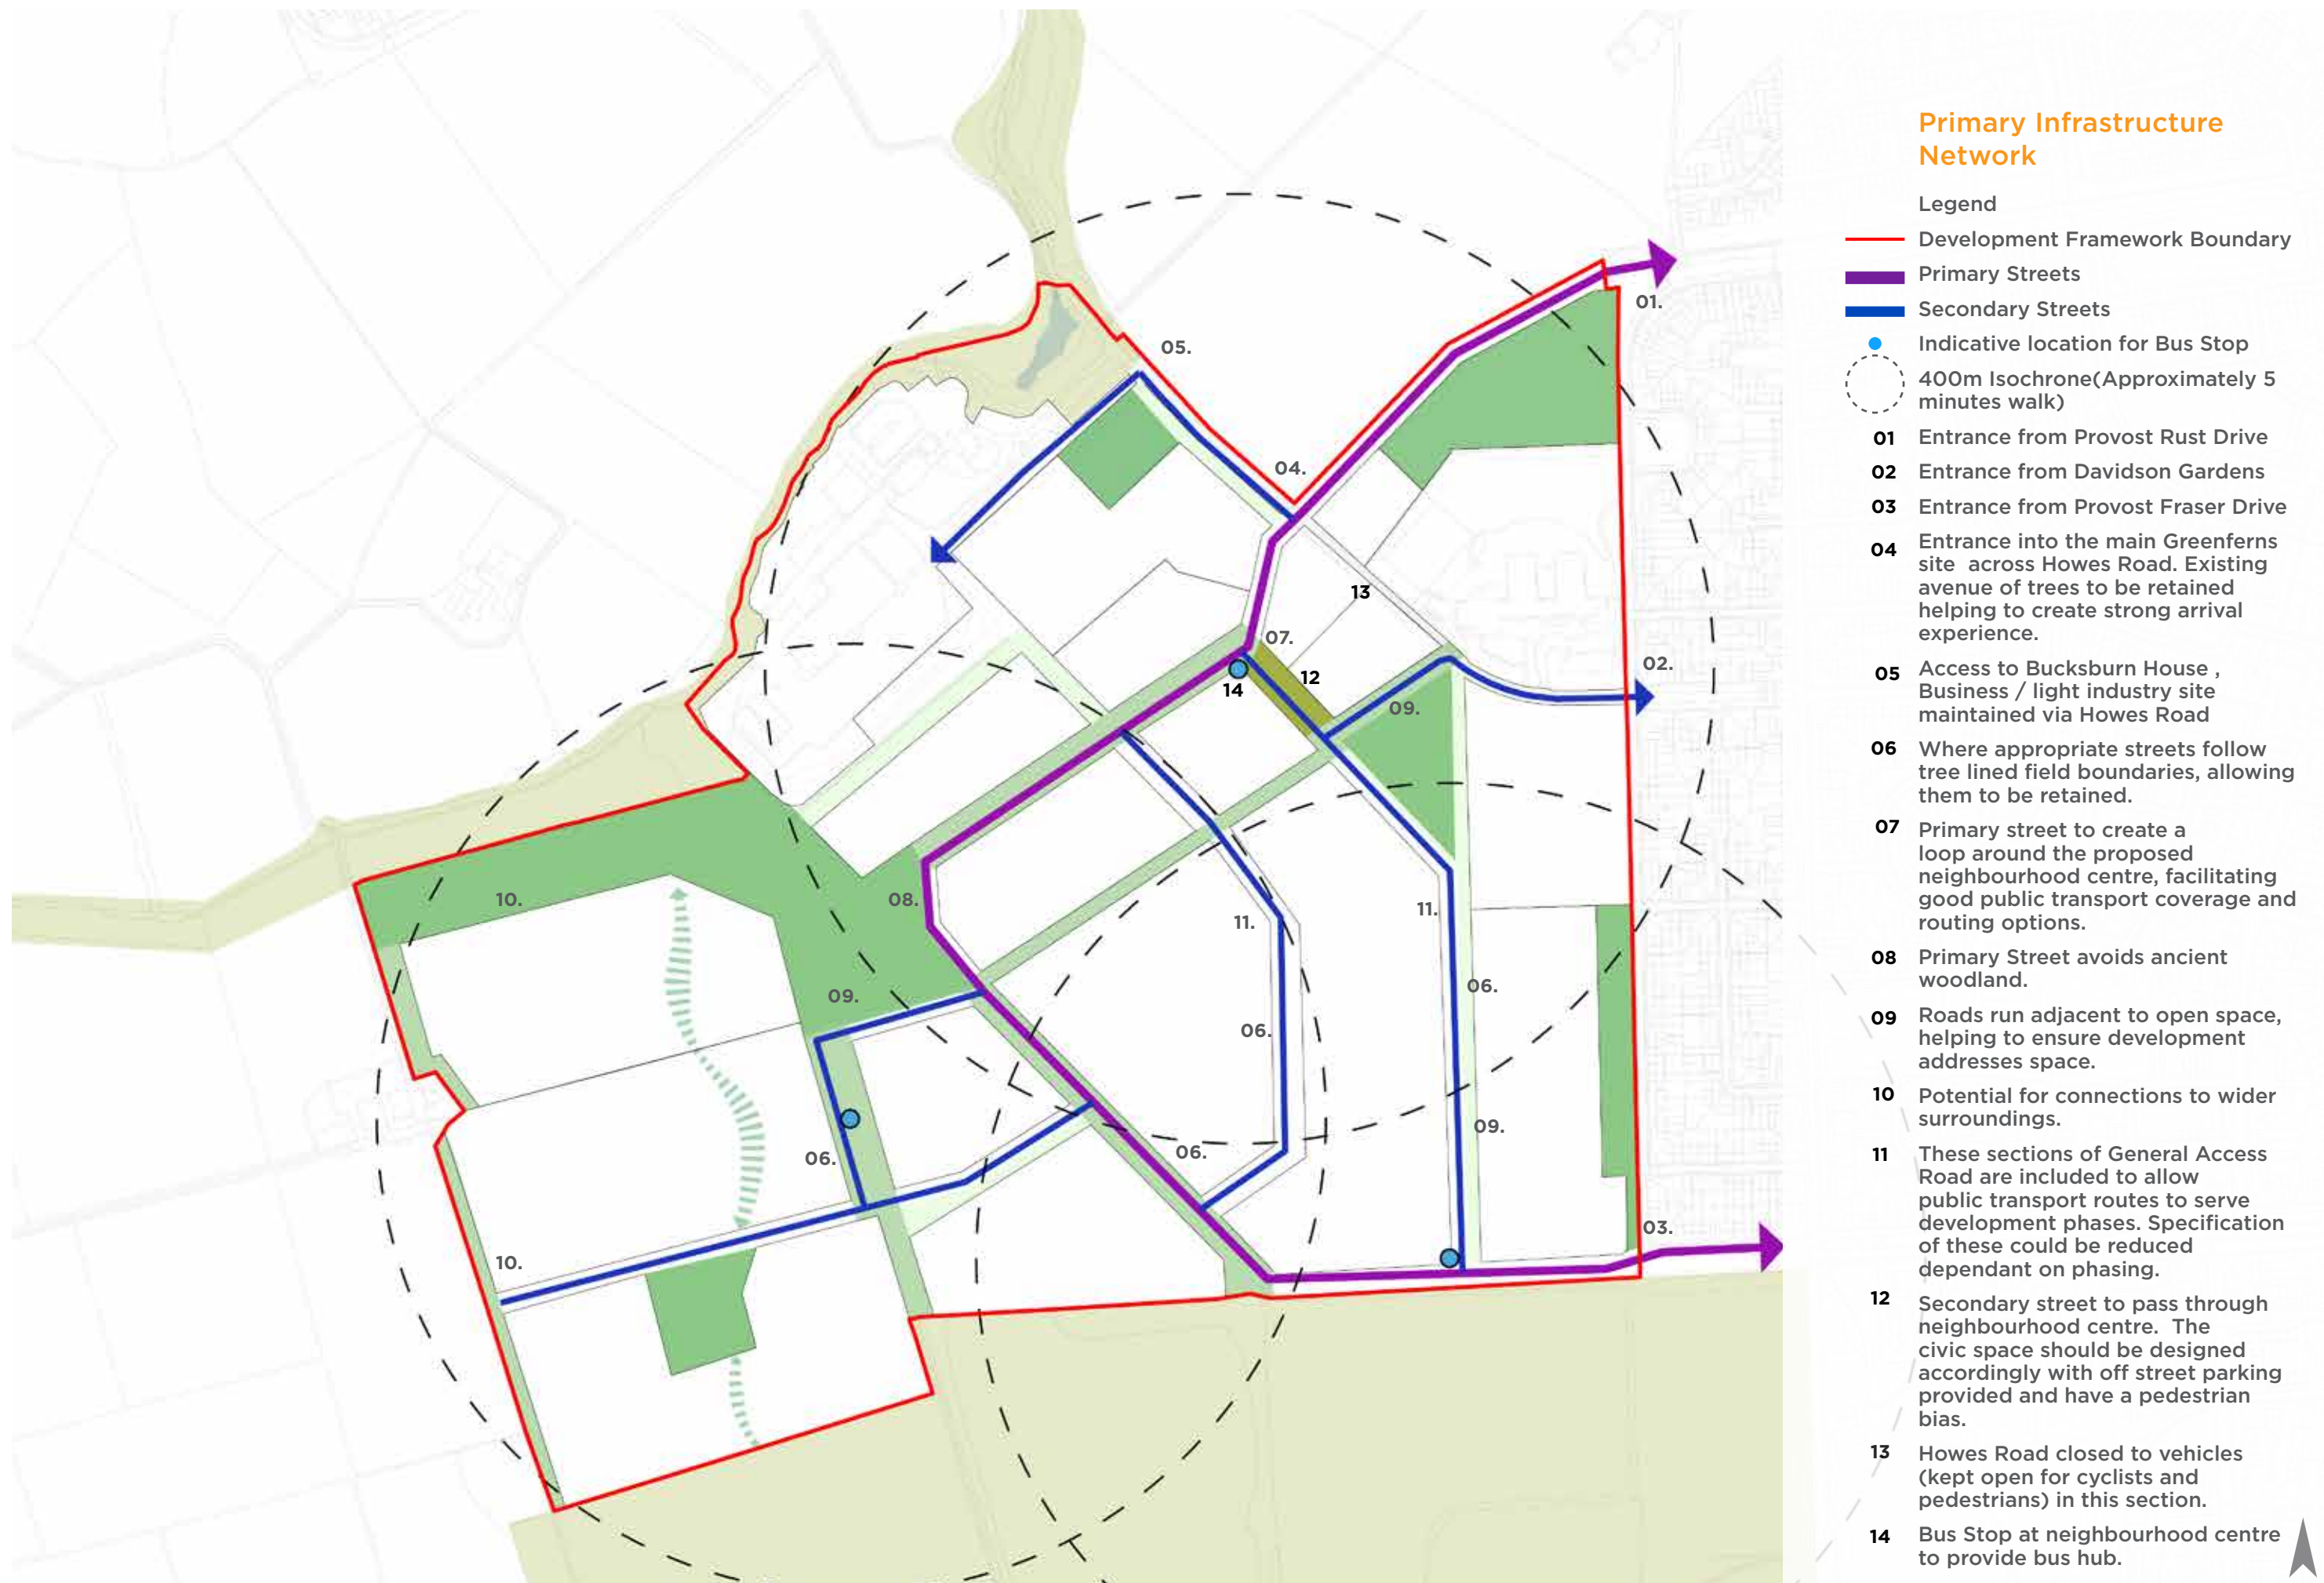 Primary Infrastructure
Network
Legend
Development Framework Boundary
Primary Streets
Secondary Streets
Indicative location for Bus Stop
400m Isochrone(Approximately 5
minutes walk)
01 Entrance from Provost Rust Drive
02 Entrance from Davidson Gardens
03 Entrance from Provost Fraser Drive
04 Entrance into the main Greenferns
site across Howes Road. Existing
avenue of trees to be retained
helping to create strong arrival
experience.
05 Access to Bucksburn House ,
Business / light industry site
maintained via Howes Road
06 Where appropriate streets follow
tree lined field boundaries, allowing
them to be retained.
07 Primary street to create a
loop around the proposed
neighbourhood centre, facilitating
good public transport coverage and
routing options.
08 Primary Street avoids ancient
woodland.
09 Roads run adjacent to open space,
helping to ensure development
addresses space.
10 Potential for connections to wider
surroundings.
11 These sections of General Access
Road are included to allow
public transport routes to serve
development phases. Specification
of these could be reduced
dependant on phasing.
12 Secondary street to pass through
neighbourhood centre. The
civic space should be designed
accordingly with off street parking
provided and have a pedestrian
bias.
13 Howes Road closed to vehicles
(kept open for cyclists and
pedestrians) in this section.
14 Bus Stop at neighbourhood centre
to provide bus hub.
01.
05.
04.
13
07.
02.
12
14
09.
10.
08.
11.
11.
09.
06.
06.
09.
06.
06.
03.
10.